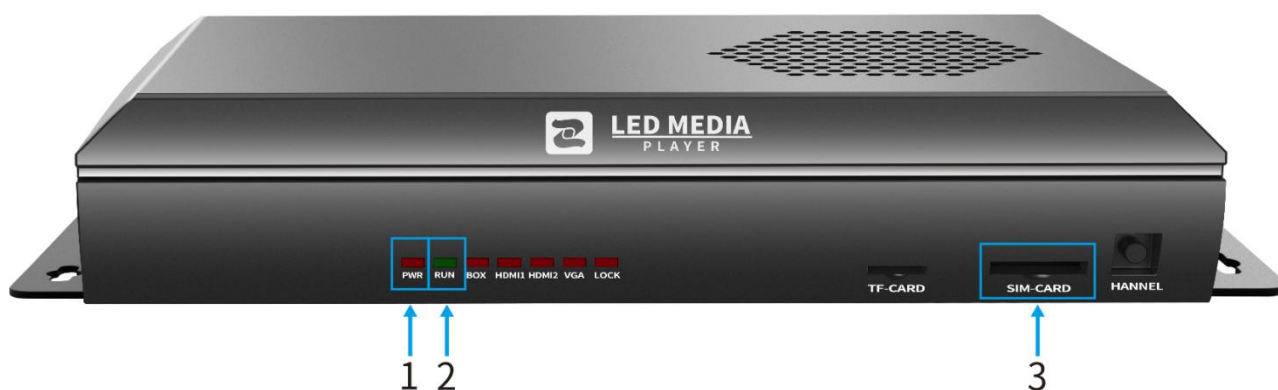 LED MEDIA
PLAYER
PWR RUN BOX HDMI1 HDMI2 VGA LOCK
TF-CARD SIM-CARD HANNEL
1 2 3